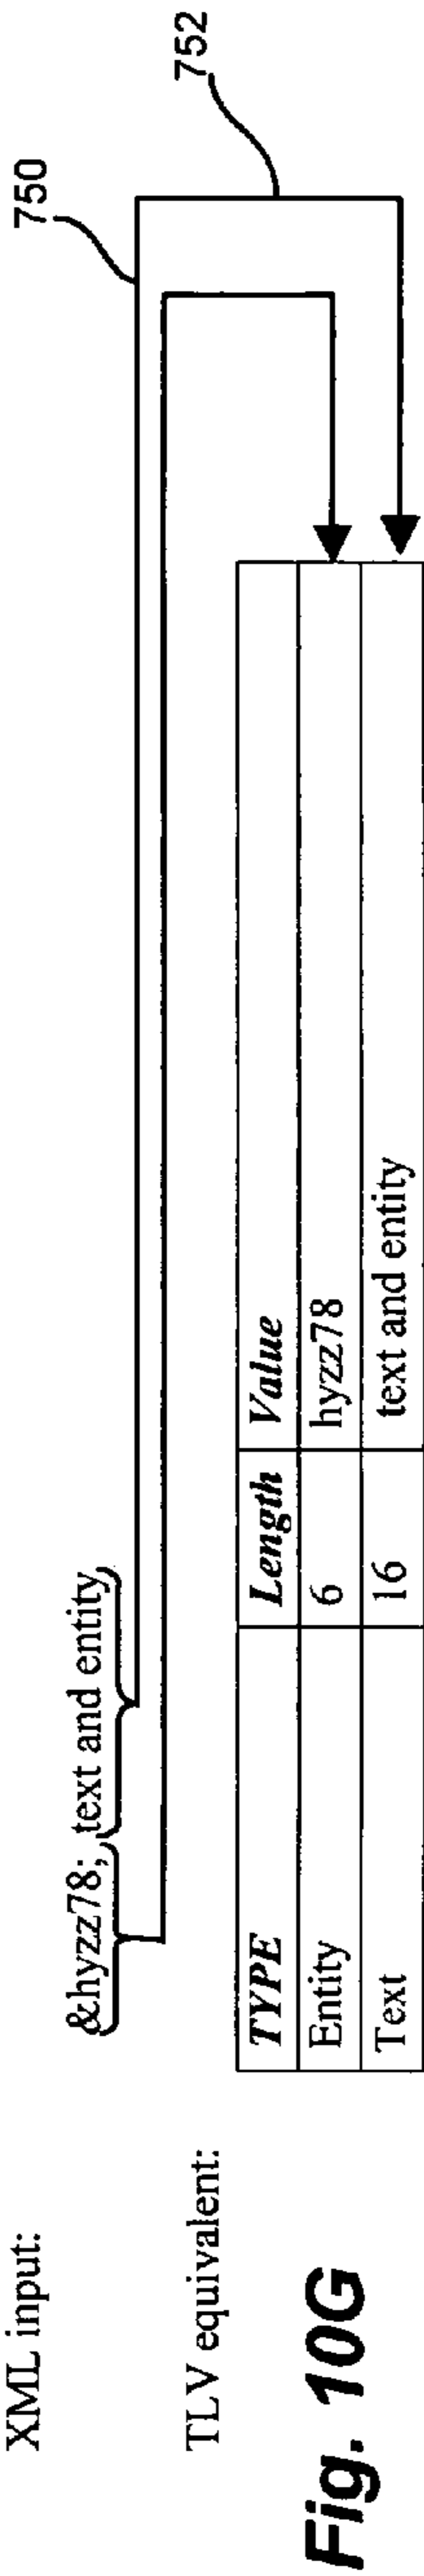 XML input:
&hyzz78; text and entity
750
752
TLV equivalent:
TYPE Length Value
Entity 6 hyzz78
Text 16 text and entity
Fig. 10G